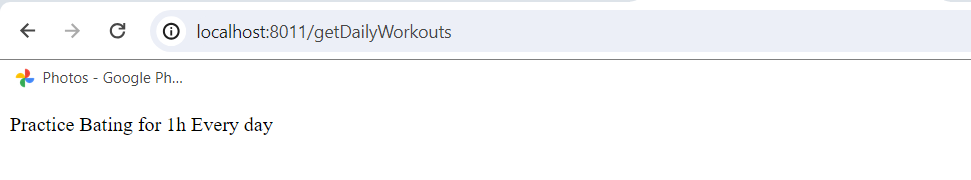 localhost:8011/getDailyWorkouts
Photos - Google Ph...
Practice Bating for 1h Every day